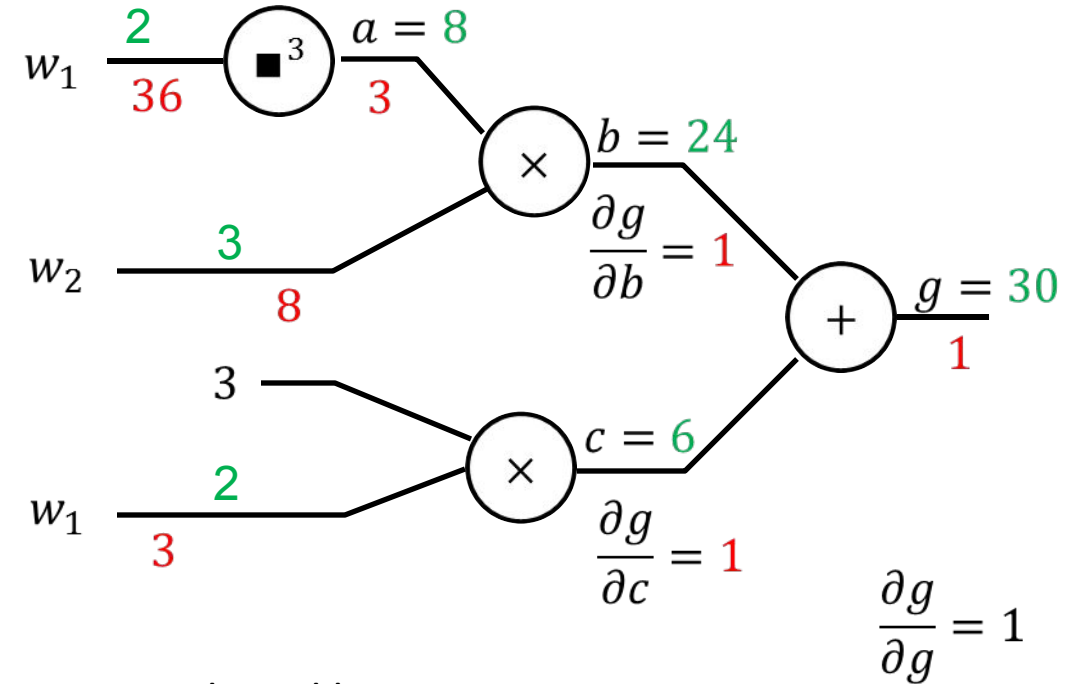 2
w₁
36
■³
a = 8
3
×
b = 24
∂g/∂b = 1
w₂
3
8
+
g = 30
1
3
×
c = 6
∂g/∂c = 1
w₁
2
3
∂g/∂g = 1